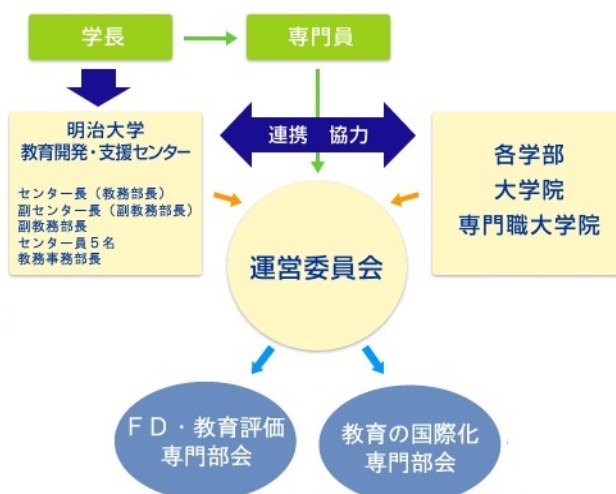 学長
専門員
明治大学
教育開発・支援センター
センター長（教務部長）
副センター長（副教務部長）
副教務部長
センター員５名
教務事務部長
連携　協力
各学部
大学院
専門職大学院
運営委員会
ＦＤ・教育評価
専門部会
教育の国際化
専門部会